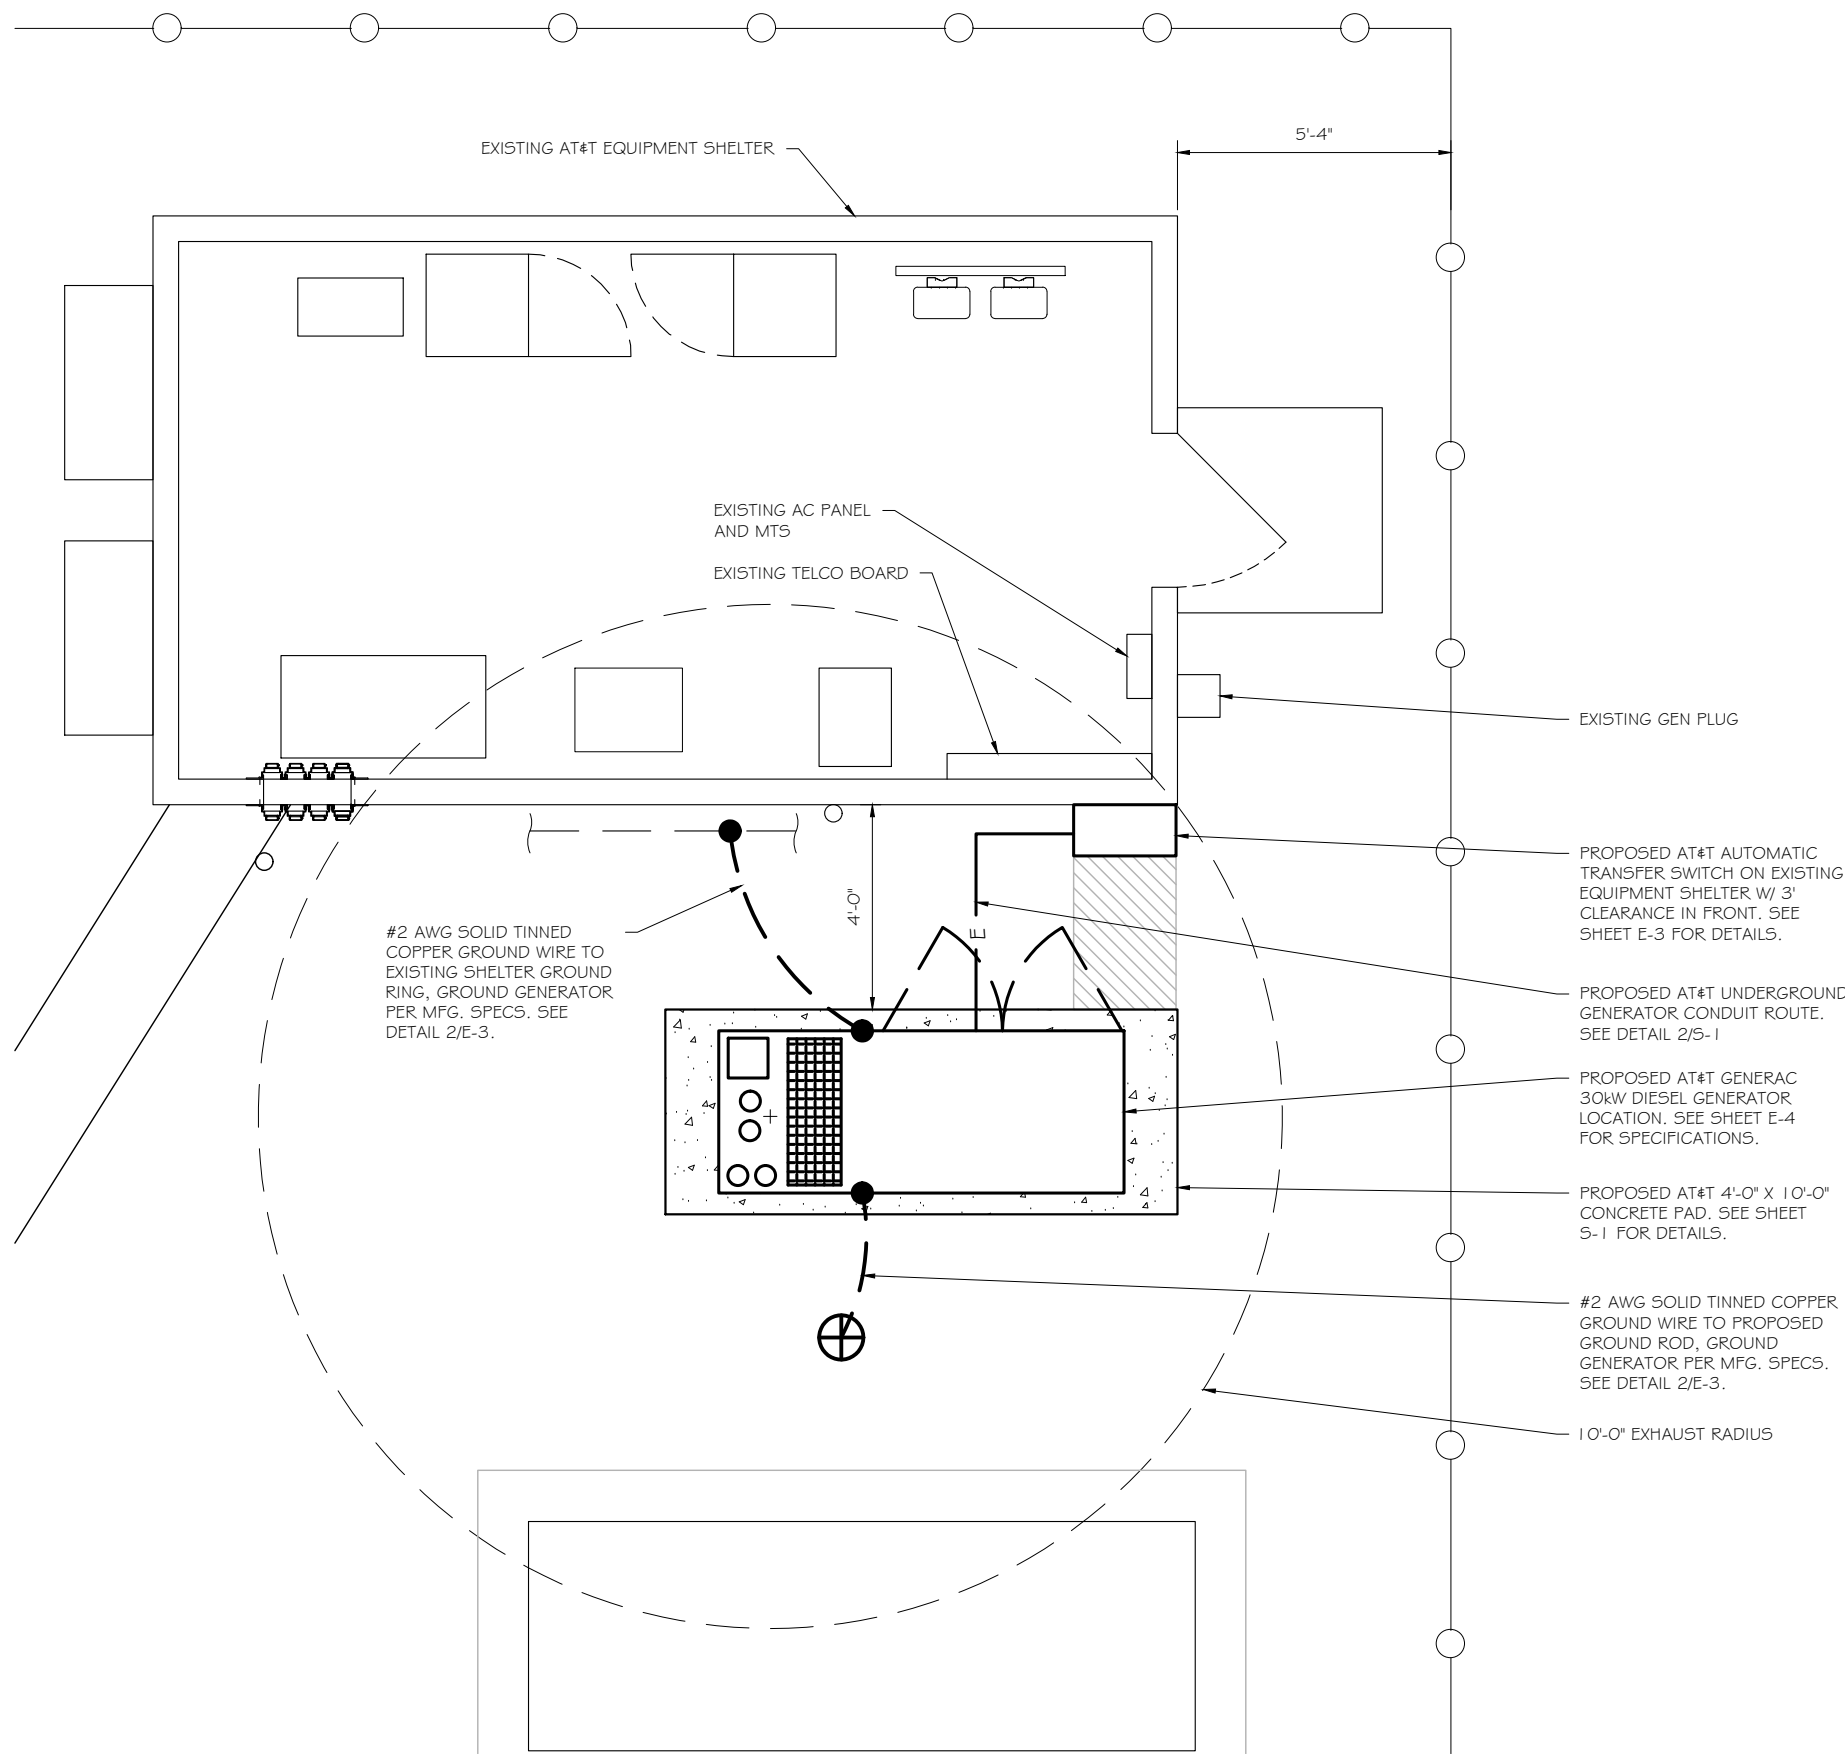 5'-4"
EXISTING AT&T EQUIPMENT SHELTER
EXISTING AC PANEL
AND MTS
EXISTING TELCO BOARD
EXISTING GEN PLUG
PROPOSED AT&T AUTOMATIC
TRANSFER SWITCH ON EXISTING
EQUIPMENT SHELTER W/ 3'
CLEARANCE IN FRONT. SEE
SHEET E-3 FOR DETAILS.
4'-0"
#2 AWG SOLID TINNED
COPPER GROUND WIRE TO
EXISTING SHELTER GROUND
RING, GROUND GENERATOR
PER MFG. SPECS. SEE
DETAIL 2/E-3.
E
PROPOSED AT&T UNDERGROUND
GENERATOR CONDUIT ROUTE.
SEE DETAIL 2/S-1
PROPOSED AT&T GENERAC
30kW DIESEL GENERATOR
LOCATION. SEE SHEET E-4
FOR SPECIFICATIONS.
PROPOSED AT&T 4'-0" X 10'-0"
CONCRETE PAD. SEE SHEET
S-1 FOR DETAILS.
#2 AWG SOLID TINNED COPPER
GROUND WIRE TO PROPOSED
GROUND ROD, GROUND
GENERATOR PER MFG. SPECS.
SEE DETAIL 2/E-3.
10'-0" EXHAUST RADIUS